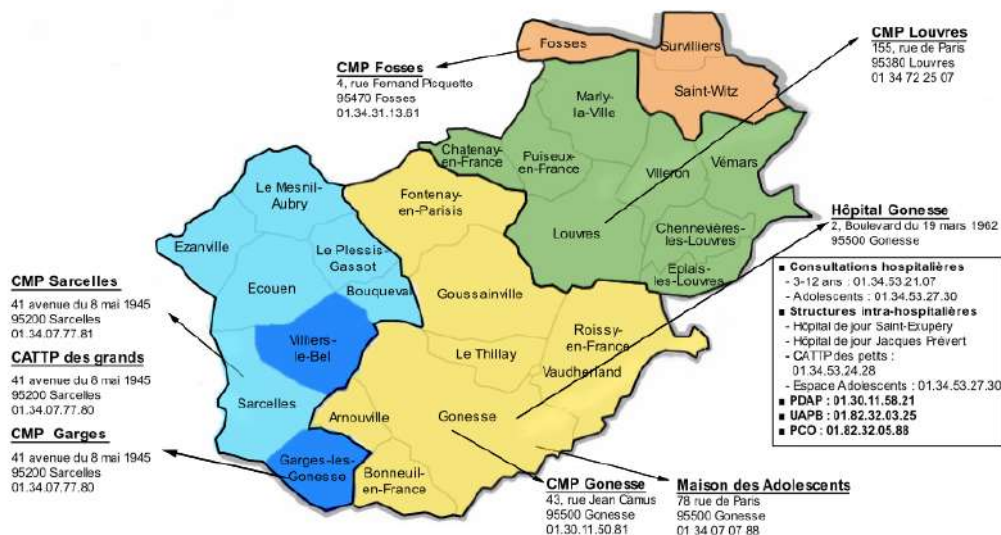 CMP Louvres
155, rue de Paris
95380 Louvres
01 34 72 25 07
CMP Fosses
4, rue Fernand Picquette
95470 Fosses
01.34.31.13.61
Fosses
Survilliers
Saint-Witz
Marly-
la-Ville
Chatenay-
en-France
Puiseux-
en-France
Villeron
Vémars
Louvres
Chennevières-
les-Louvres
Epiais-
les-Louvres
Le Mesnil-
Aubry
Fontenay-
en-Parisis
Ezanville
Le Plessis-
Gassot
Ecouen
Bouqueval
Goussainville
Villiers-
le-Bel
Le Thillay
Roissy-
en-France
Vaudherland
Sarcelles
Arnouville
Gonesse
Garges-les-
Gonesse
Bonneuil-
en-France
Hôpital Gonesse
2, Boulevard du 19 mars 1962
95500 Gonesse
■ Consultations hospitalières
- 3-12 ans : 01.34.53.21.07
- Adolescents : 01.34.53.27.30
■ Structures intra-hospitalières
- Hôpital de jour Saint-Exupéry
- Hôpital de jour Jacques Prévert
- CATTP des petits :
01.34.53.24.28
- Espace Adolescents : 01.34.53.27.30
■ PDAP : 01.30.11.58.21
■ UAPB : 01.82.32.03.25
■ PCO : 01.82.32.05.88
CMP Sarcelles
41 avenue du 8 mai 1945
95200 Sarcelles
01.34.07.77.81
CATTP des grands
41 avenue du 8 mai 1945
95200 Sarcelles
01.34.07.77.80
CMP Garges
41 avenue du 8 mai 1945
95200 Sarcelles
01.34.07.77.80
CMP Gonesse
43, rue Jean Camus
95500 Gonesse
01.30.11.50.81
Maison des Adolescents
78 rue de Paris
95500 Gonesse
01 34 07 07 88